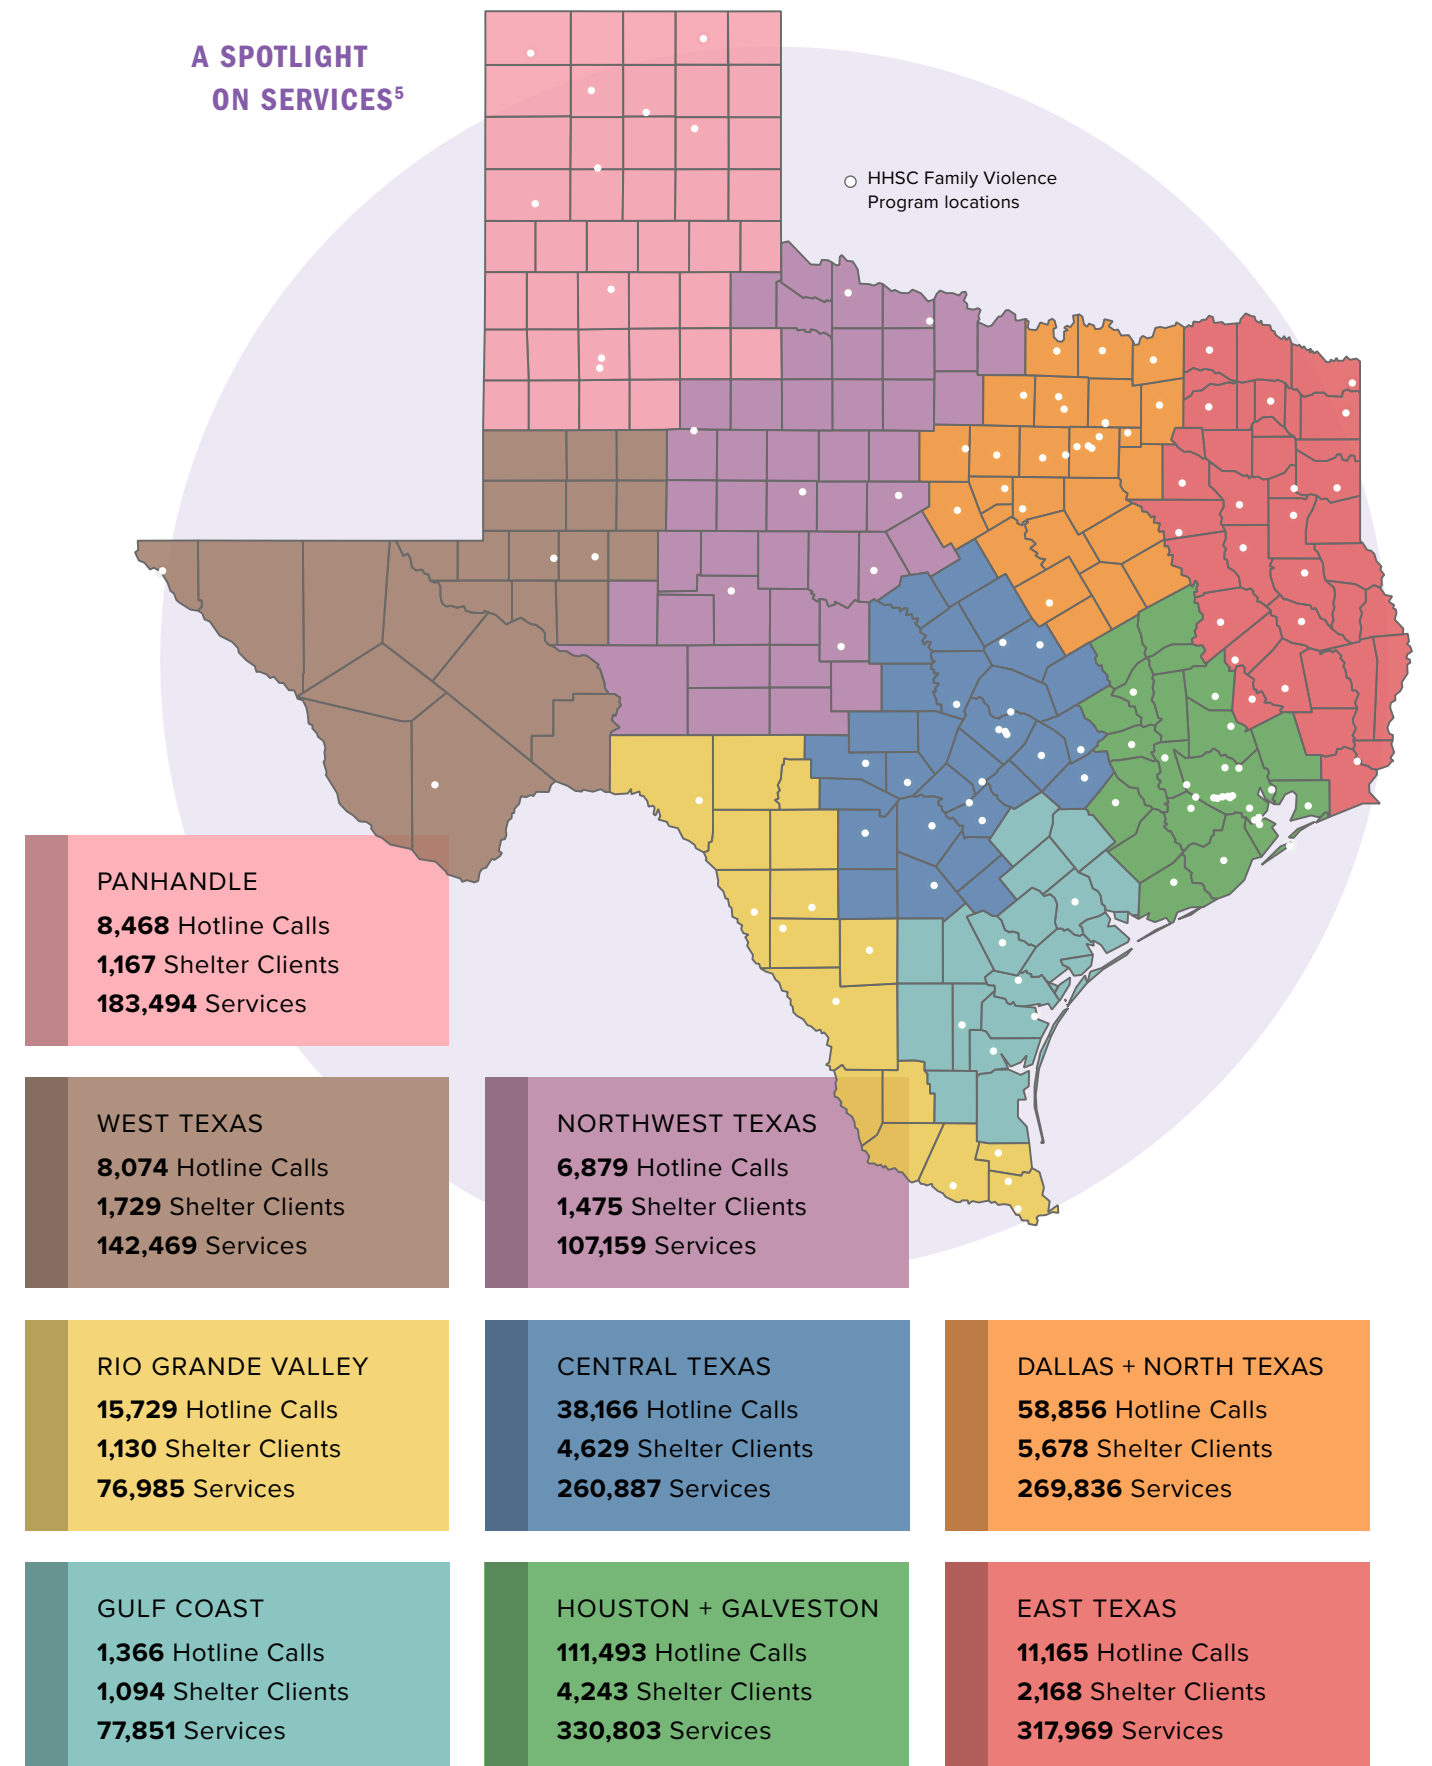 A SPOTLIGHT
ON SERVICES5
HHSC Family Violence
Program locations
PANHANDLE
8,468 Hotline Calls
1,167 Shelter Clients
183,494 Services
WEST TEXAS
8,074 Hotline Calls
1,729 Shelter Clients
142,469 Services
NORTHWEST TEXAS
6,879 Hotline Calls
1,475 Shelter Clients
107,159 Services
RIO GRANDE VALLEY
15,729 Hotline Calls
1,130 Shelter Clients
76,985 Services
CENTRAL TEXAS
38,166 Hotline Calls
4,629 Shelter Clients
260,887 Services
DALLAS + NORTH TEXAS
58,856 Hotline Calls
5,678 Shelter Clients
269,836 Services
GULF COAST
1,366 Hotline Calls
1,094 Shelter Clients
77,851 Services
HOUSTON + GALVESTON
111,493 Hotline Calls
4,243 Shelter Clients
330,803 Services
EAST TEXAS
11,165 Hotline Calls
2,168 Shelter Clients
317,969 Services